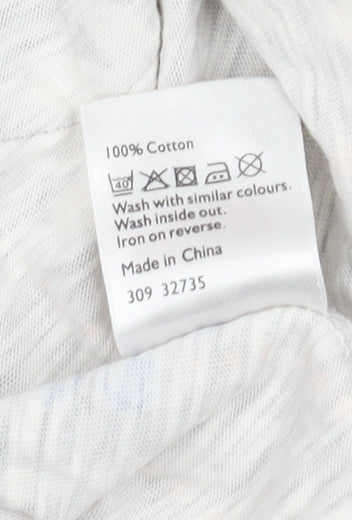 100% Cotton
40
Wash with similar colours.
Wash inside out.
Iron on reverse.
Made in China
309 32735